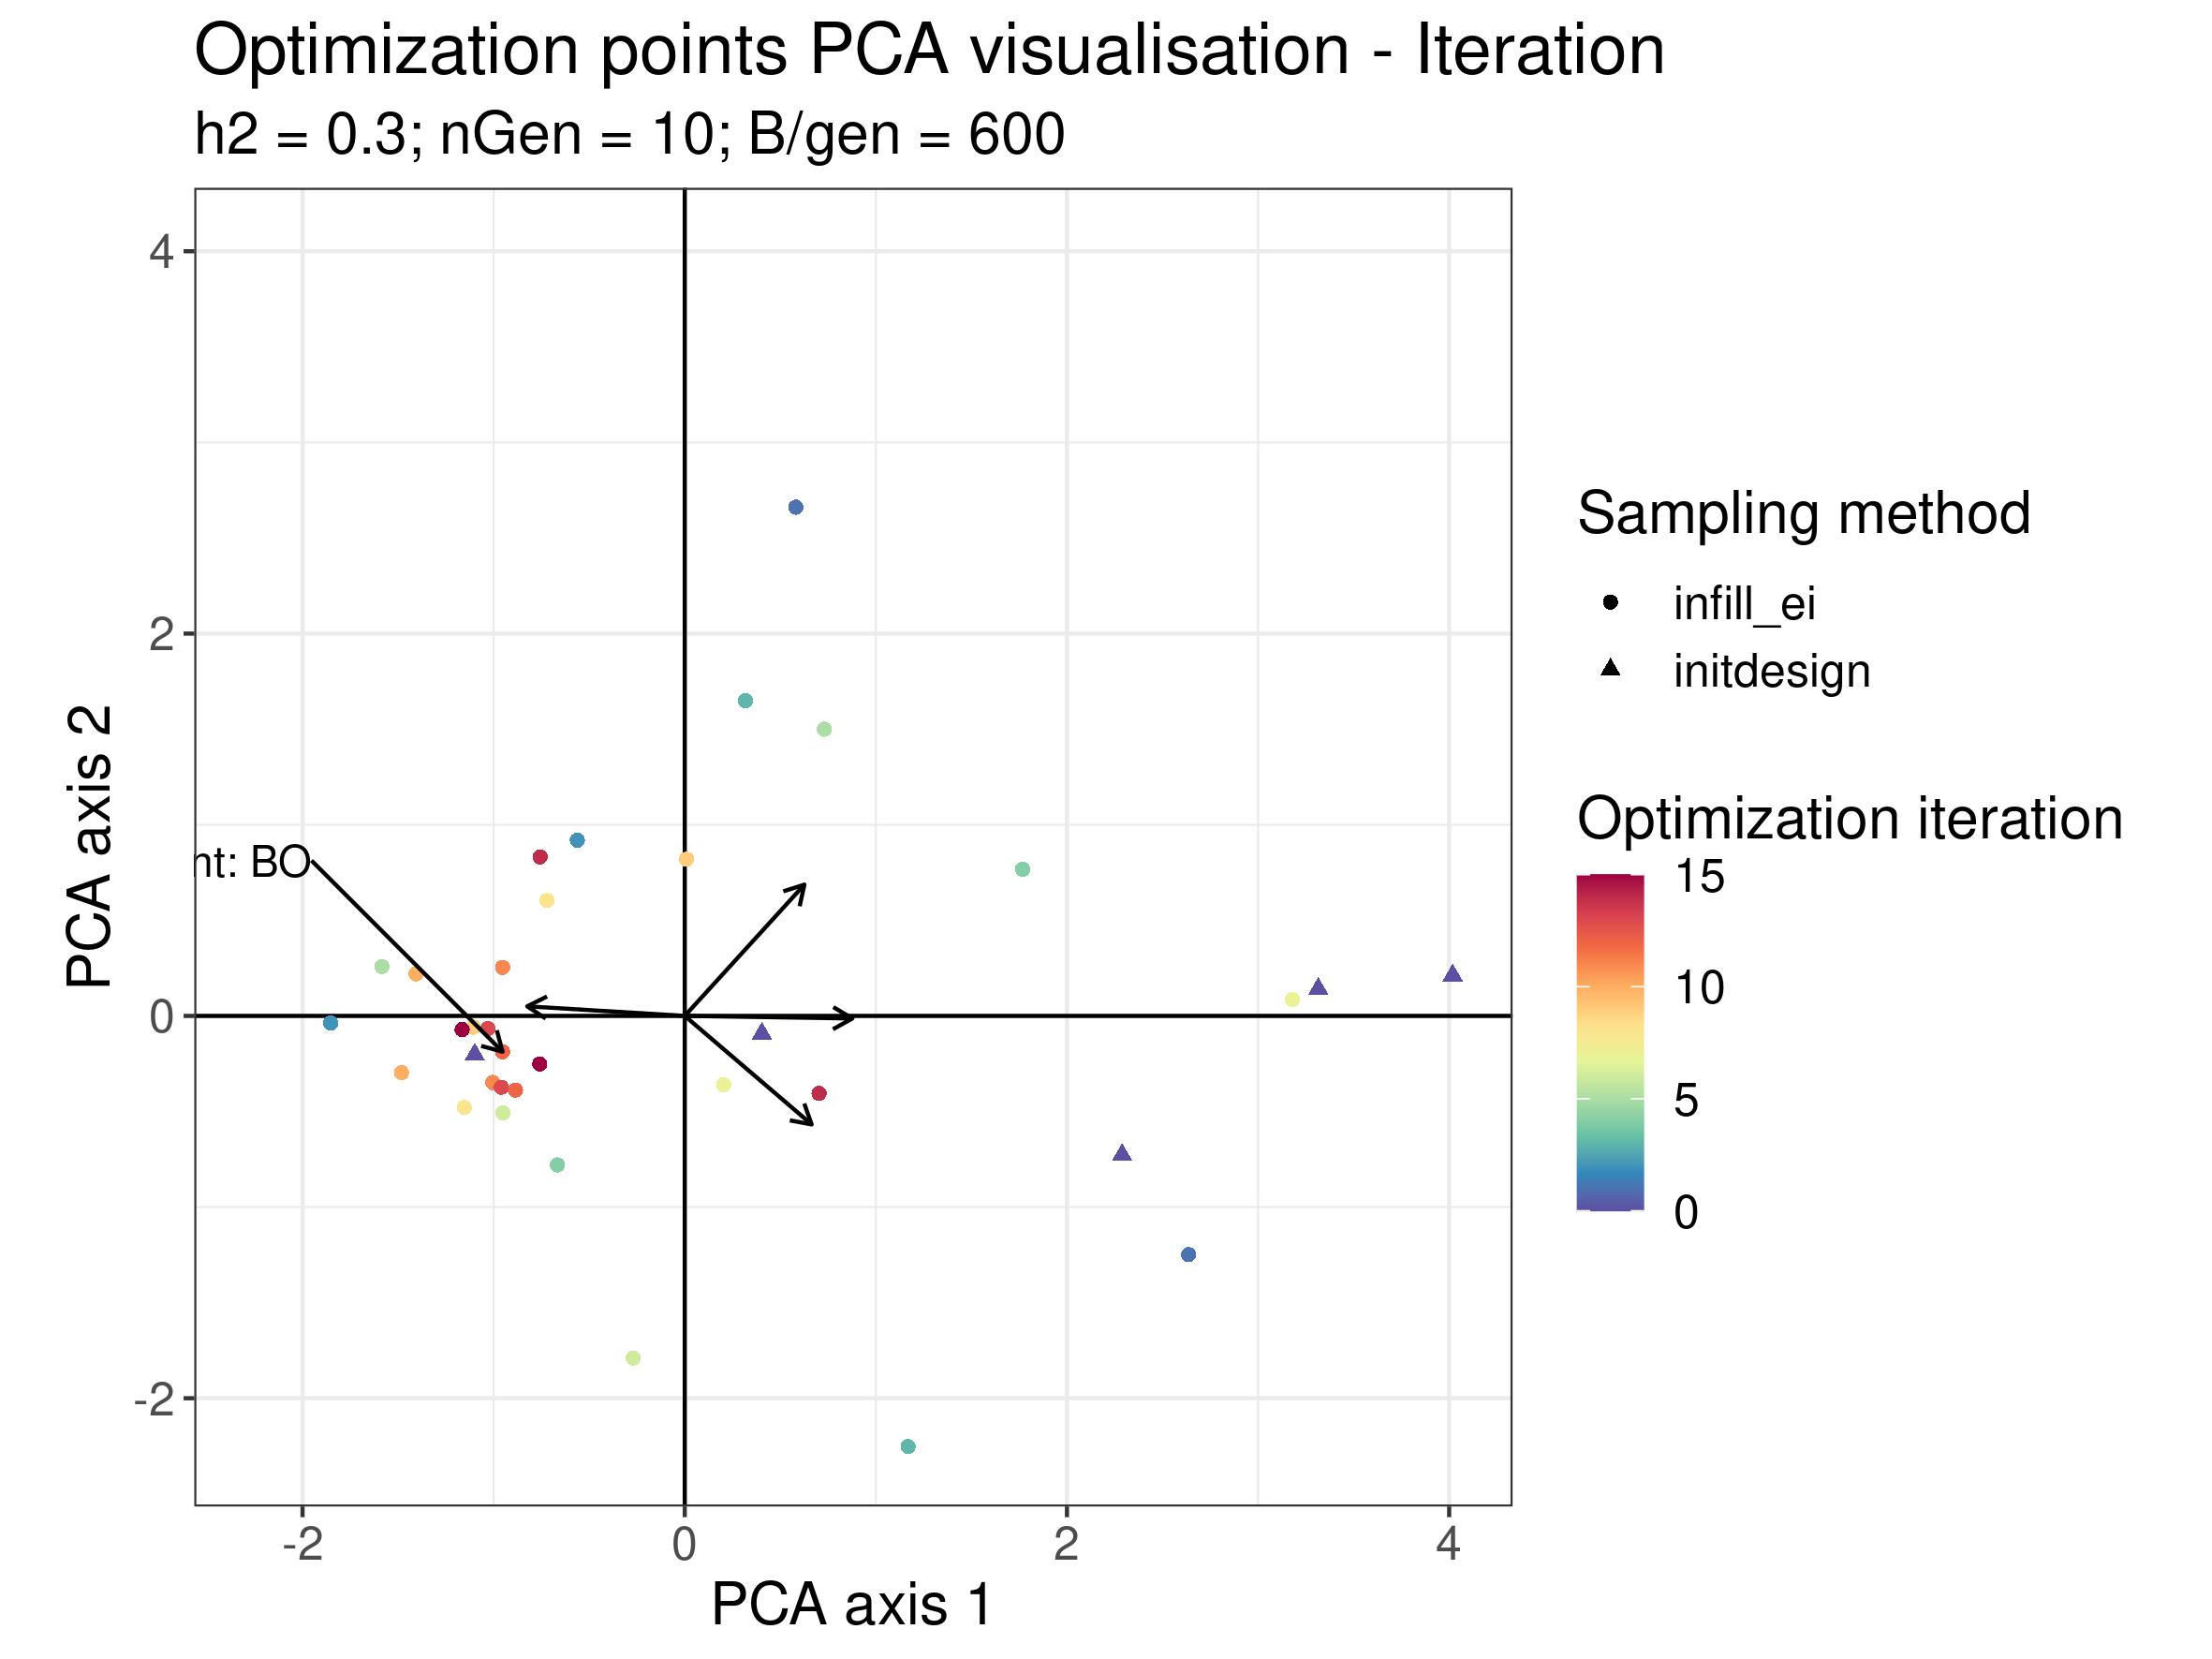 Optimization points PCA visualisation - Iteration
h2 = 0.3; nGen = 10; B/gen = 600
4
2
0
-2
PCA axis 2
nt: BO
-2
0
2
4
PCA axis 1
Sampling method
infill_ei
initdesign
Optimization iteration
15
10
5
0